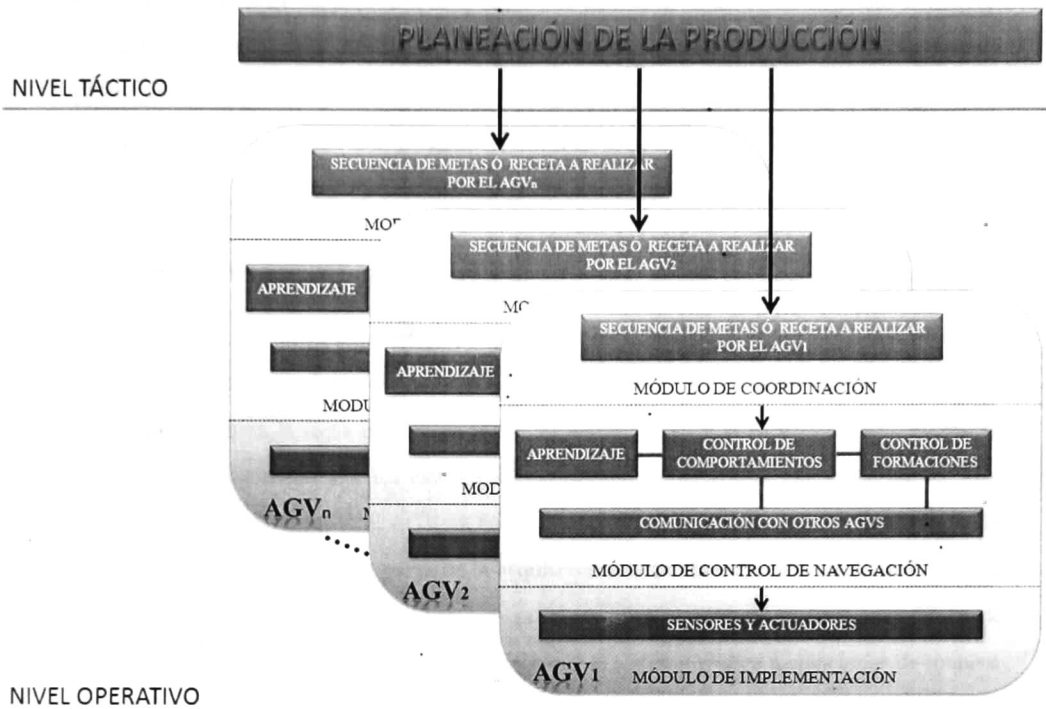 PLANEACIÓN DE LA PRODUCCIÓN
NIVEL TÁCTICO
SECUENCIA DE METAS Ó RECETA A REALIZAR
POR EL AGVn
SECUENCIA DE METAS Ó RECETA A REALIZAR
POR EL AGV2
APRENDIZAJE
SECUENCIA DE METAS Ó RECETA A REALIZAR
POR EL AGV1
APRENDIZAJE
MÓDULO DE COORDINACIÓN
APRENDIZAJE
CONTROL DE
COMPORTAMIENTOS
CONTROL DE
FORMACIONES
COMUNICACIÓN CON OTROS AGVS
MÓDULO DE CONTROL DE NAVEGACIÓN
AGVn
AGV2
SENSORES Y ACTUADORES
AGV1
MÓDULO DE IMPLEMENTACIÓN
NIVEL OPERATIVO